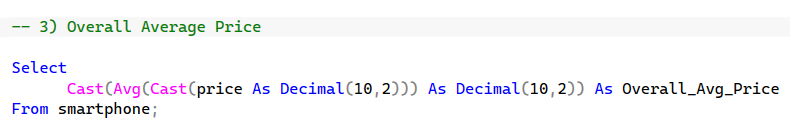 -- 3) Overall Average Price
Select
Cast(Avg(Cast(price As Decimal(10,2))) As Decimal(10,2)) As Overall_Avg_Price
From smartphone;